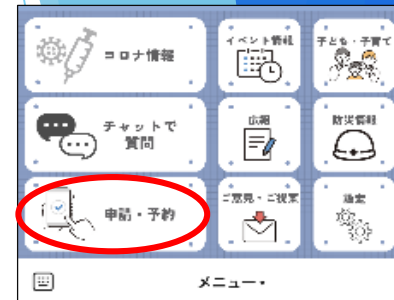 コロナ情報
イベント情報
子ども・子育て
チャットで
質問
広報
防災情報
申請・予約
ご意見・ご提案
設定
メニュー・